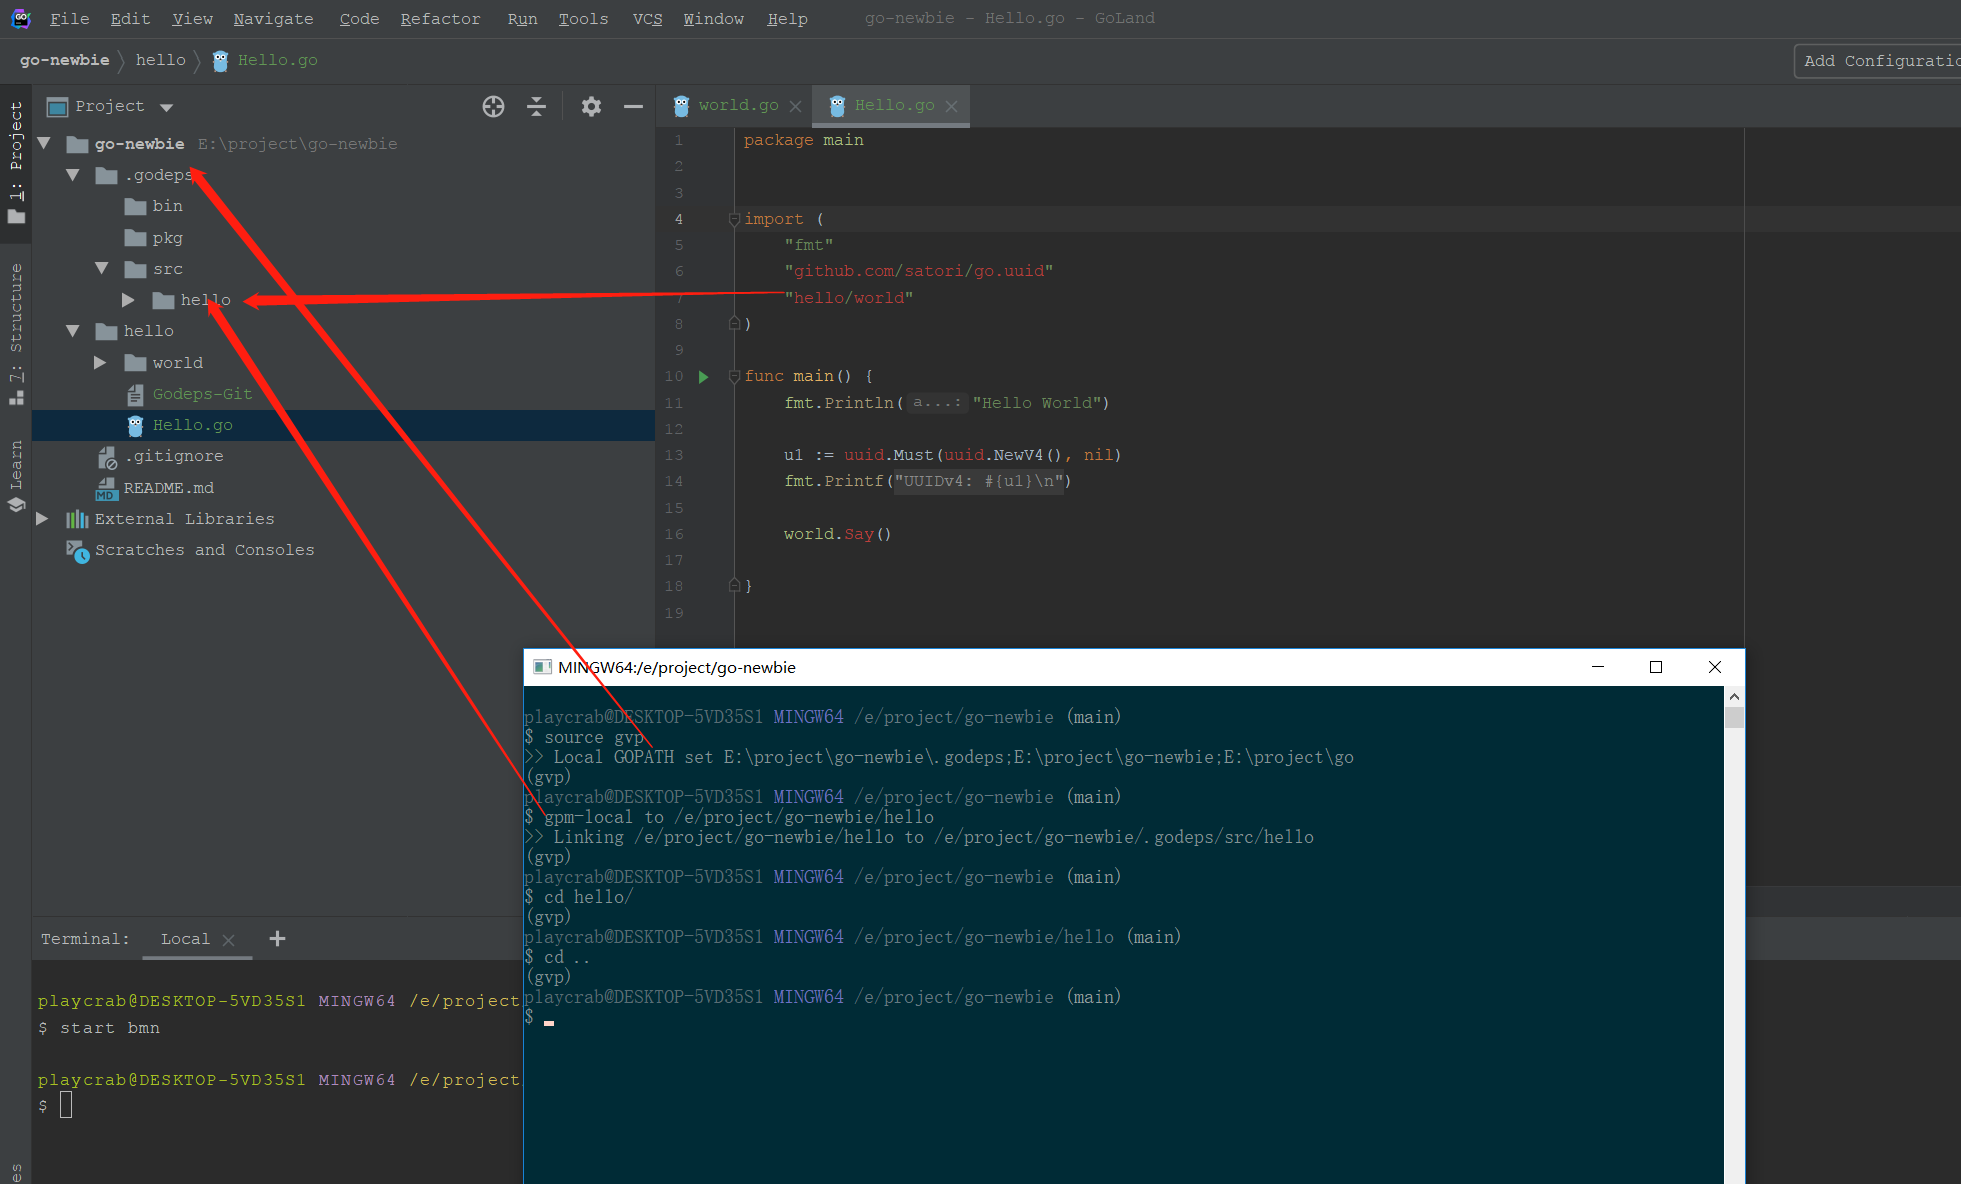 File Edit View Navigate Code Refactor Run Tools VCS Window Help go-newbie - Hello.go - GoLand
go-newbie hello Hello.go Add Configuratio
1: Project
7: Structure
Learn
es
Project
go-newbie E:\project\go-newbie
.godeps
bin
pkg
src
hello
hello
world
Godeps-Git
Hello.go
.gitignore
README.md
External Libraries
Scratches and Consoles
world.go Hello.go
1 package main
2
3
4 import (
5 "fmt"
6 "github.com/satori/go.uuid"
7 "hello/world"
8 )
9
10 func main() {
11 fmt.Println( a...: "Hello World")
12
13 u1 := uuid.Must(uuid.NewV4(), nil)
14 fmt.Printf("UUIDv4: #{u1}\n")
15
16 world.Say()
17
18 }
19
Terminal: Local +
playcrab@DESKTOP-5VD35S1 MINGW64 /e/project
$ start bmn
playcrab@DESKTOP-5VD35S1 MINGW64 /e/project
$
MINGW64:/e/project/go-newbie
playcrab@DESKTOP-5VD35S1 MINGW64 /e/project/go-newbie (main)
$ source gvp
>> Local GOPATH set E:\project\go-newbie\.godeps;E:\project\go-newbie;E:\project\go
(gvp)
playcrab@DESKTOP-5VD35S1 MINGW64 /e/project/go-newbie (main)
$ gpm-local to /e/project/go-newbie/hello
>> Linking /e/project/go-newbie/hello to /e/project/go-newbie/.godeps/src/hello
(gvp)
playcrab@DESKTOP-5VD35S1 MINGW64 /e/project/go-newbie (main)
$ cd hello/
(gvp)
playcrab@DESKTOP-5VD35S1 MINGW64 /e/project/go-newbie/hello (main)
$ cd ..
(gvp)
playcrab@DESKTOP-5VD35S1 MINGW64 /e/project/go-newbie (main)
$